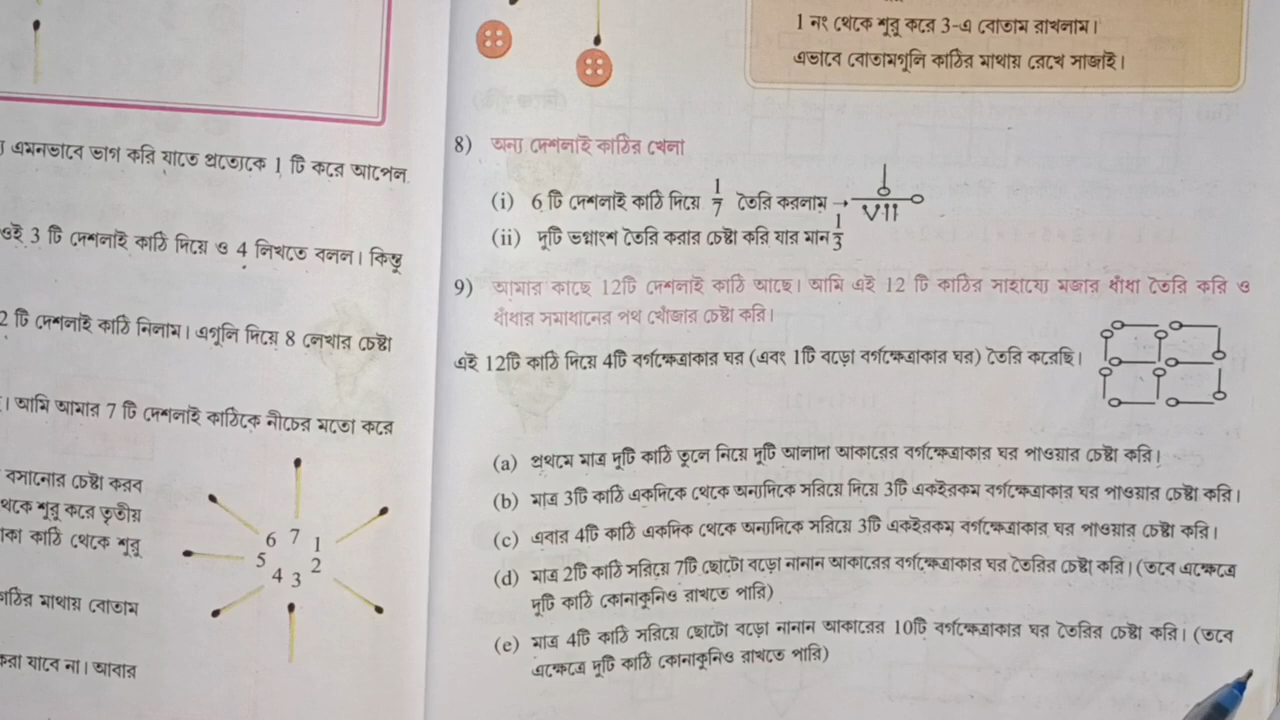 এমনভাবে ভাগ করি যাতে প্রত্যেকে 1 টি করে আপেল
ওই 3 টি দেশলাই কাঠি দিয়ে ও 4 লিখতে বলল। কিন্তু
2 টি দেশলাই কাঠি নিলাম। এগুলি দিয়ে 8 লেখার চেষ্টা
। আমি আমার 7 টি দেশলাই কাঠিকে নীচের মতো করে
বসানোর চেষ্টা করব
থেকে শুরু করে তৃতীয়
কাঠি থেকে শুরু
কাঠির মাথায় বোতাম
করা যাবে না। আবার
6 7 1
5 2
4 3
1 নং থেকে শুরু করে 3-এ বোতাম রাখলাম।
এভাবে বোতামগুলি কাঠির মাথায় রেখে সাজাই।
8) অন্য দেশলাই কাঠির খেলা
(i) 6 টি দেশলাই কাঠি দিয়ে 1/7 তৈরি করলাম → VII
(ii) দুটি ভগ্নাংশ তৈরি করার চেষ্টা করি যার মান 1/3
9) আমার কাছে 12টি দেশলাই কাঠি আছে। আমি এই 12 টি কাঠির সাহায্যে মজার ধাঁধা তৈরি করি ও
ধাঁধার সমাধানের পথ খোঁজার চেষ্টা করি।
এই 12টি কাঠি দিয়ে 4টি বর্গক্ষেত্রাকার ঘর (এবং 1টি বড়ো বর্গক্ষেত্রাকার ঘর) তৈরি করেছি।
(a) প্রথমে মাত্র দুটি কাঠি তুলে নিয়ে দুটি আলাদা আকারের বর্গক্ষেত্রাকার ঘর পাওয়ার চেষ্টা করি।
(b) মাত্র 3টি কাঠি একদিকে থেকে অন্যদিকে সরিয়ে দিয়ে 3টি একইরকম বর্গক্ষেত্রাকার ঘর পাওয়ার চেষ্টা করি।
(c) এবার 4টি কাঠি একদিক থেকে অন্যদিকে সরিয়ে 3টি একইরকম বর্গক্ষেত্রাকার ঘর পাওয়ার চেষ্টা করি।
(d) মাত্র 2টি কাঠি সরিয়ে 7টি ছোটো বড়ো নানান আকারের বর্গক্ষেত্রাকার ঘর তৈরির চেষ্টা করি। (তবে এক্ষেত্রে
দুটি কাঠি কোনাকুনিও রাখতে পারি)
(e) মাত্র 4টি কাঠি সরিয়ে ছোটো বড়ো নানান আকারের 10টি বর্গক্ষেত্রাকার ঘর তৈরির চেষ্টা করি। (তবে
এক্ষেত্রে দুটি কাঠি কোনাকুনিও রাখতে পারি)